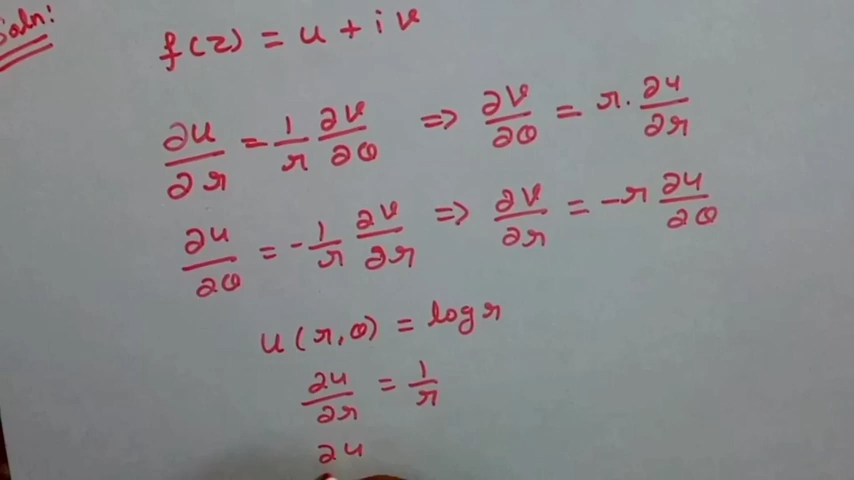 Soln:
f(z) = u + iv
∂u/∂r = 1/r ∂v/∂θ => ∂v/∂θ = r. ∂u/∂r
∂u/∂θ = -1/r ∂v/∂r => ∂v/∂r = -r ∂u/∂θ
u(r,θ) = log r
∂u/∂r = 1/r
∂u